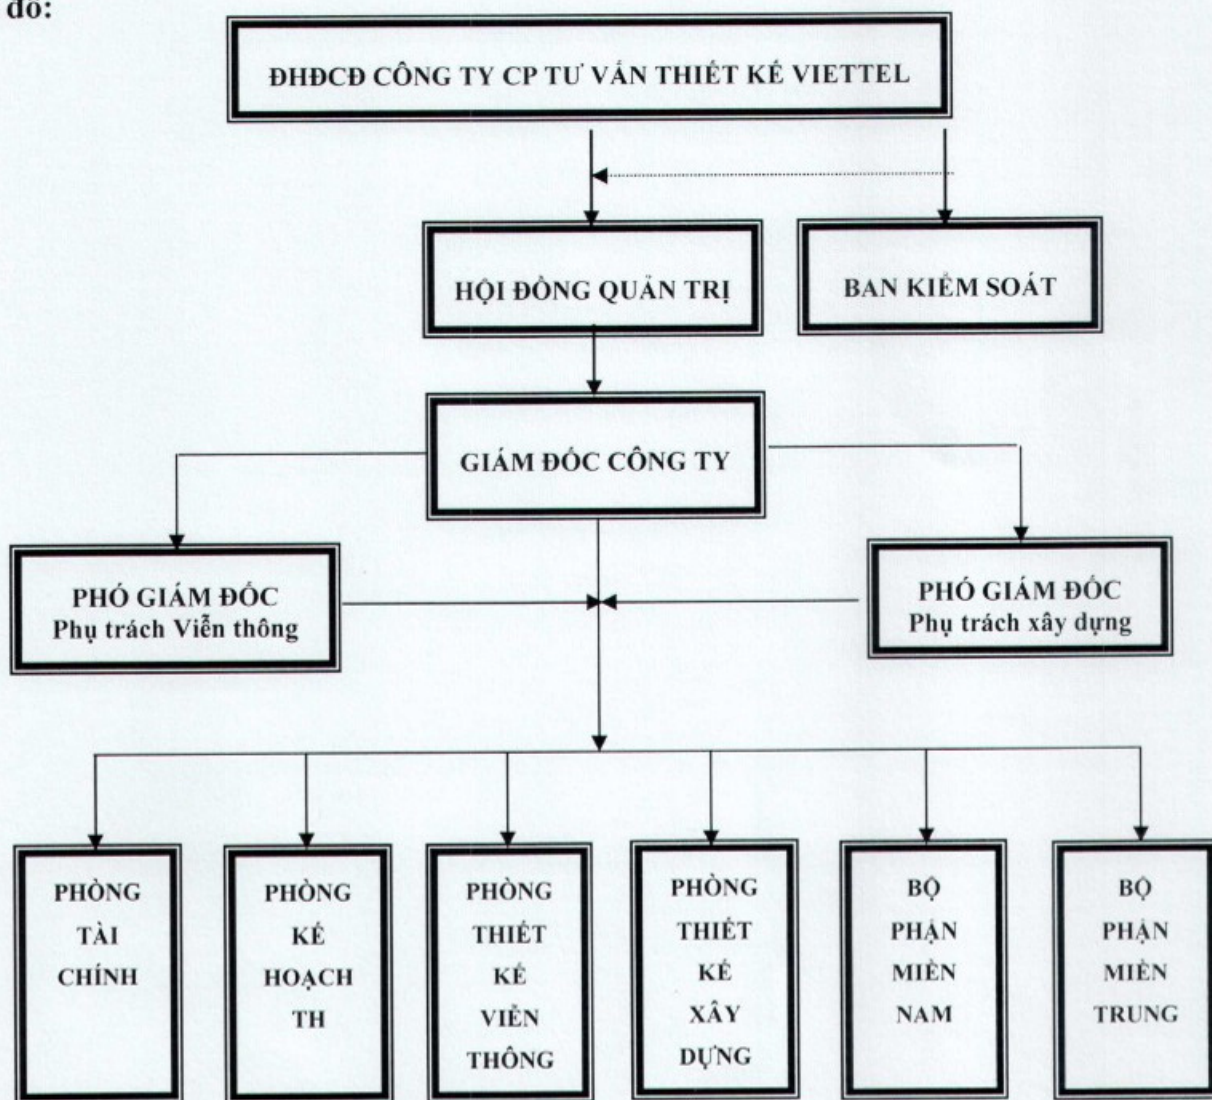 đồ:
ĐHĐCĐ CÔNG TY CP TƯ VẤN THIẾT KẾ VIETTEL
HỘI ĐỒNG QUẢN TRỊ
BAN KIỂM SOÁT
GIÁM ĐỐC CÔNG TY
PHÓ GIÁM ĐỐC
Phụ trách Viễn thông
PHÓ GIÁM ĐỐC
Phụ trách xây dựng
PHÒNG
TÀI
CHÍNH
PHÒNG
KẾ
HOẠCH
TH
PHÒNG
THIẾT
KẾ
VIỄN
THÔNG
PHÒNG
THIẾT
KẾ
XÂY
DỰNG
BỘ
PHẬN
MIỀN
NAM
BỘ
PHẬN
MIỀN
TRUNG